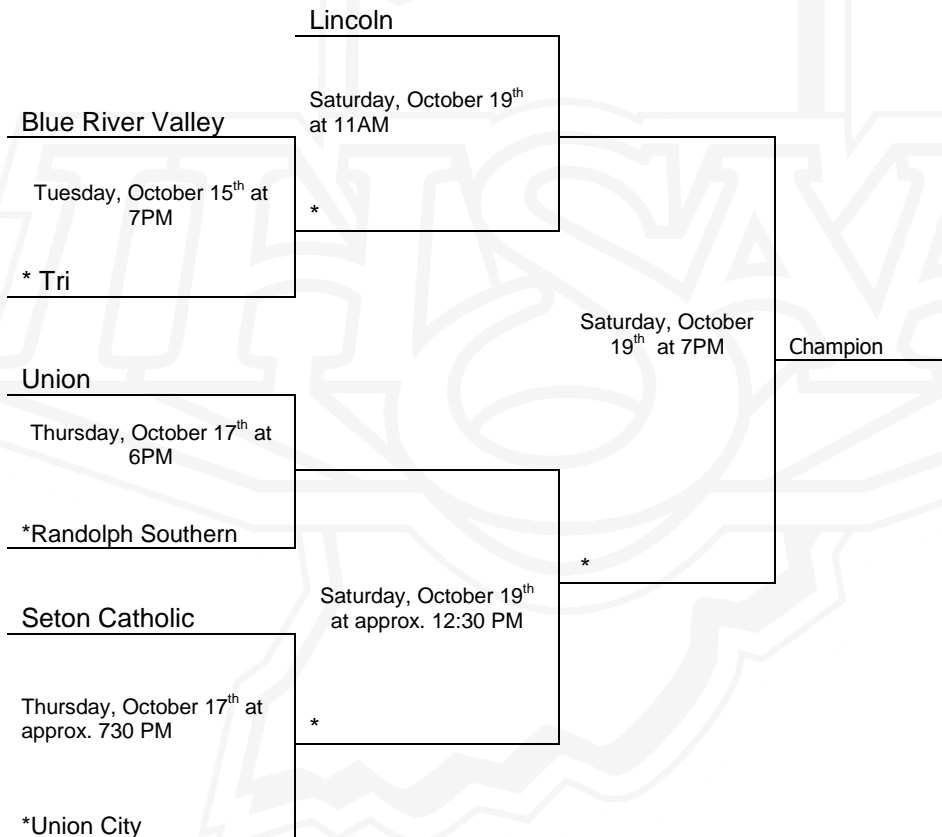 Lincoln
Saturday, October 19th
at 11AM
Blue River Valley
Tuesday, October 15th at
7PM
*
* Tri
Saturday, October
19th at 7PM
Champion
Union
Thursday, October 17th at
6PM
*Randolph Southern
*
Saturday, October 19th
at approx. 12:30 PM
Seton Catholic
Thursday, October 17th at
approx. 730 PM
*
*Union City
IHSAA